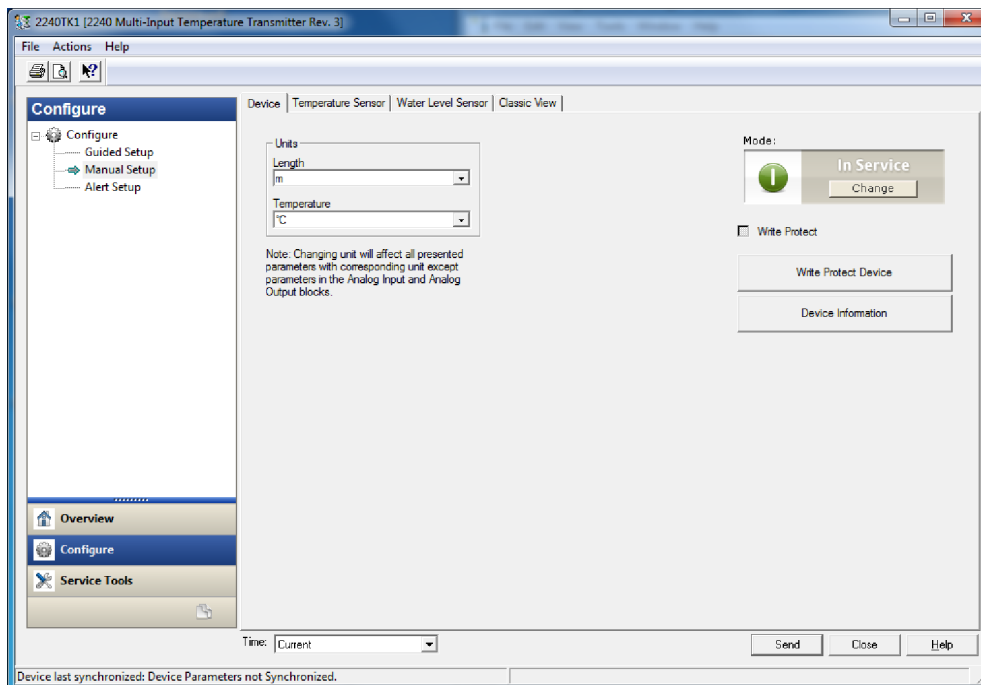 2240TK1 [2240 Multi-Input Temperature Transmitter Rev. 3]
File Actions Help
Configure
Configure
Guided Setup
Manual Setup
Alert Setup
Overview
Configure
Service Tools
Device Temperature Sensor Water Level Sensor Classic View
Units
Length
m
Temperature
°C
Note: Changing unit will affect all presented
parameters with corresponding unit except
parameters in the Analog Input and Analog
Output blocks.
Mode:
In Service
Change
Write Protect
Write Protect Device
Device Information
Time: Current
Send Close Help
Device last synchronized: Device Parameters not Synchronized.